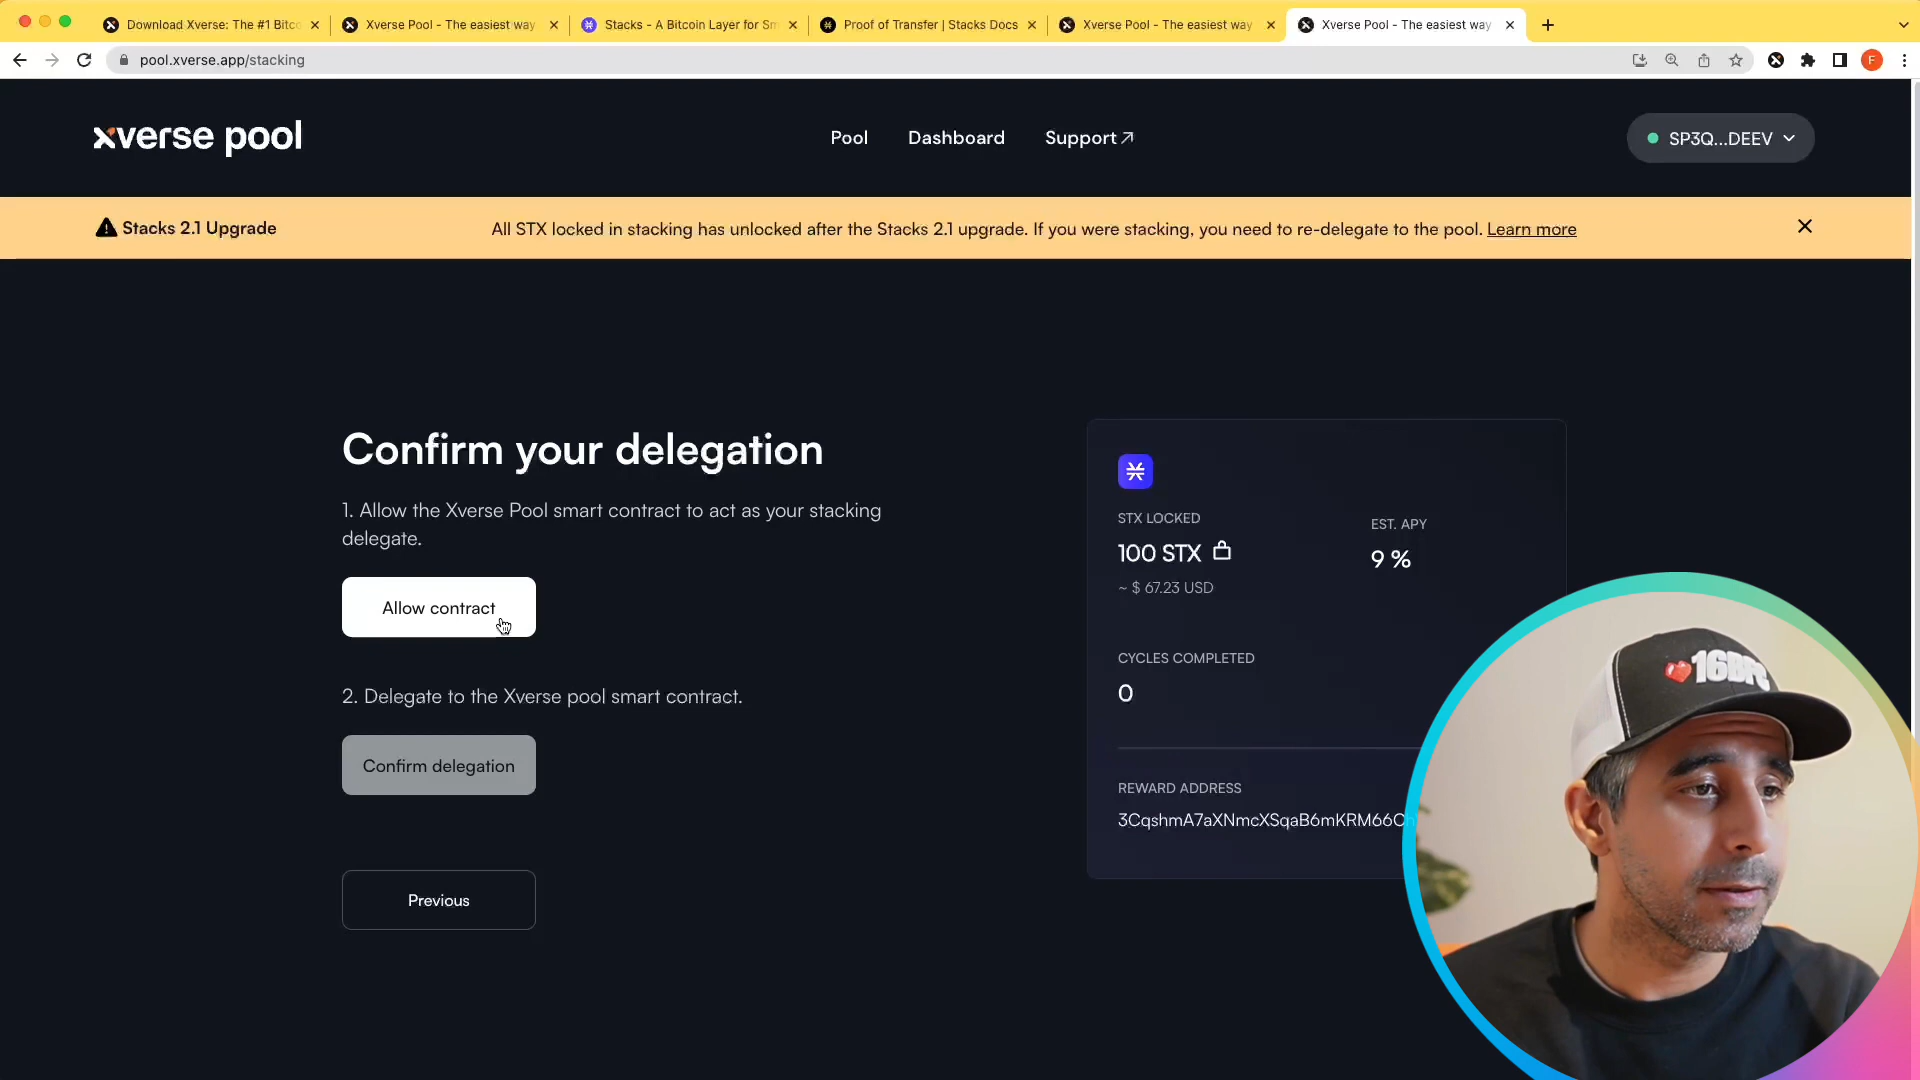 Download Xverse: The #1 Bitco
Xverse Pool - The easiest way
Stacks - A Bitcoin Layer for Sm
Proof of Transfer | Stacks Docs
Xverse Pool - The easiest way
Xverse Pool - The easiest way
pool.xverse.app/stacking
F
xverse pool
Pool
Dashboard
Support
SP3Q...DEEV
Stacks 2.1 Upgrade
All STX locked in stacking has unlocked after the Stacks 2.1 upgrade. If you were stacking, you need to re-delegate to the pool. Learn more
Confirm your delegation
1. Allow the Xverse Pool smart contract to act as your stacking
delegate.
Allow contract
2. Delegate to the Xverse pool smart contract.
Confirm delegation
Previous
STX LOCKED
100 STX
~ $ 67.23 USD
EST. APY
9 %
CYCLES COMPLETED
0
REWARD ADDRESS
3CqshmA7aXNmcXSqaB6mKRM66C